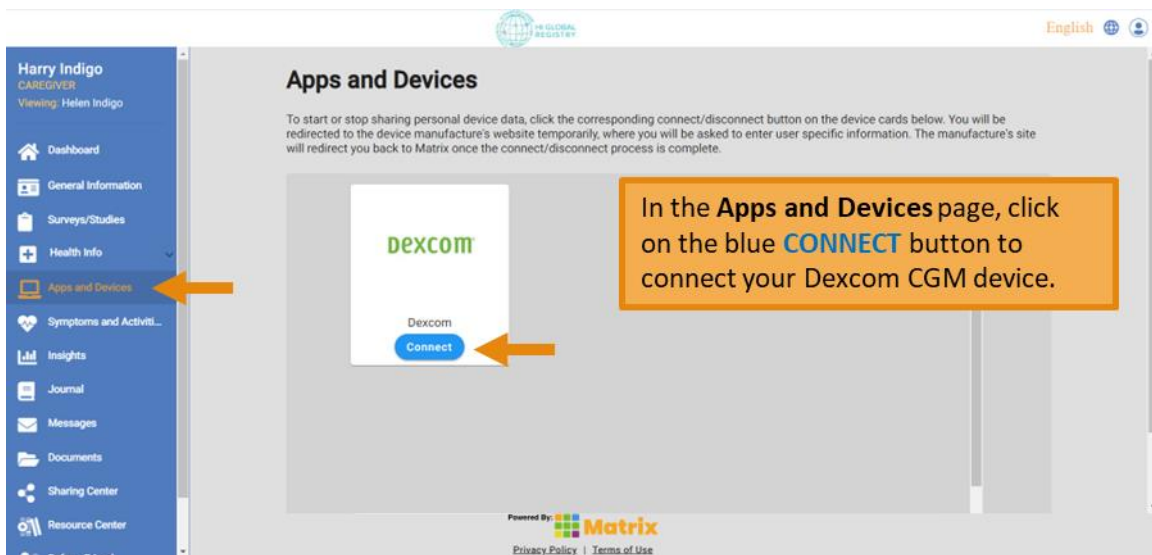 HI GLOBAL
REGISTRY
English
Harry Indigo
CAREGIVER
Viewing: Helen Indigo
Dashboard
General Information
Surveys/Studies
Health Info
Apps and Devices
Symptoms and Activiti...
Insights
Journal
Messages
Documents
Sharing Center
Resource Center
Apps and Devices
To start or stop sharing personal device data, click the corresponding connect/disconnect button on the device cards below. You will be
redirected to the device manufacture's website temporarily, where you will be asked to enter user specific information. The manufacture's site
will redirect you back to Matrix once the connect/disconnect process is complete.
Dexcom
Dexcom
Connect
In the Apps and Devices page, click
on the blue CONNECT button to
connect your Dexcom CGM device.
Powered By:
Matrix
Privacy Policy | Terms of Use